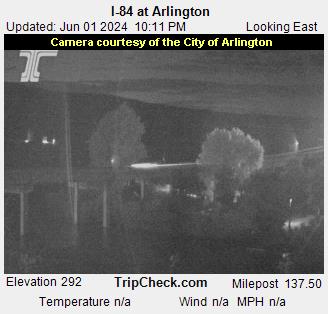 I-84 at Arlington
Updated: Jun 01 2024 10:11 PM Looking East
Camera courtesy of the City of Arlington
Elevation 292 TripCheck.com Milepost 137.50
Temperature n/a Wind n/a MPH n/a